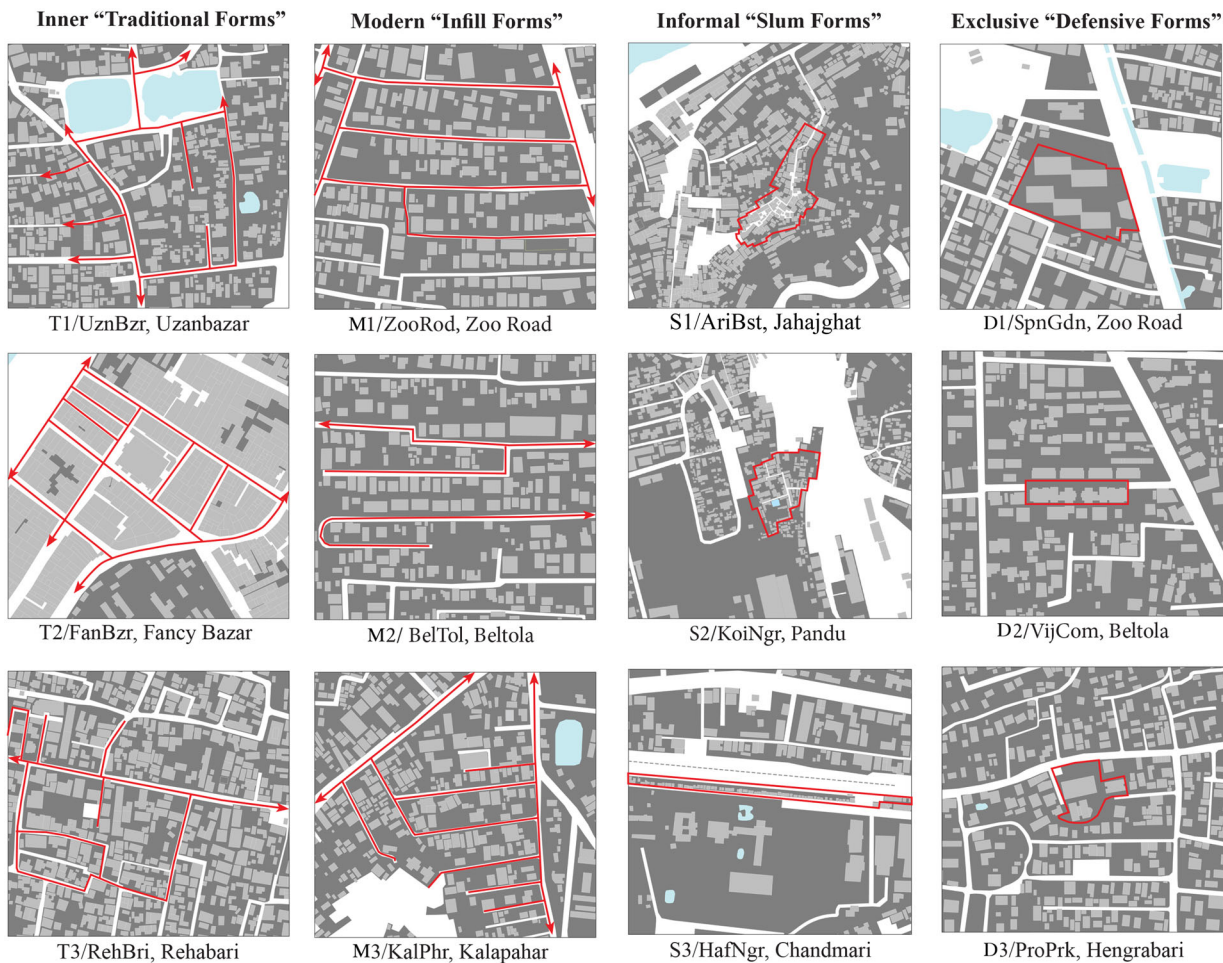 Inner “Traditional Forms”
Modern “Infill Forms”
Informal “Slum Forms”
Exclusive “Defensive Forms”
T1/UznBzr, Uzanbazar
M1/ZooRod, Zoo Road
S1/AriBst, Jahajghat
D1/SpnGdn, Zoo Road
T2/FanBzr, Fancy Bazar
M2/ BelTol, Beltola
S2/KoiNgr, Pandu
D2/VijCom, Beltola
T3/RehBri, Rehabari
M3/KalPhr, Kalapahar
S3/HafNgr, Chandmari
D3/ProPrk, Hengrabari